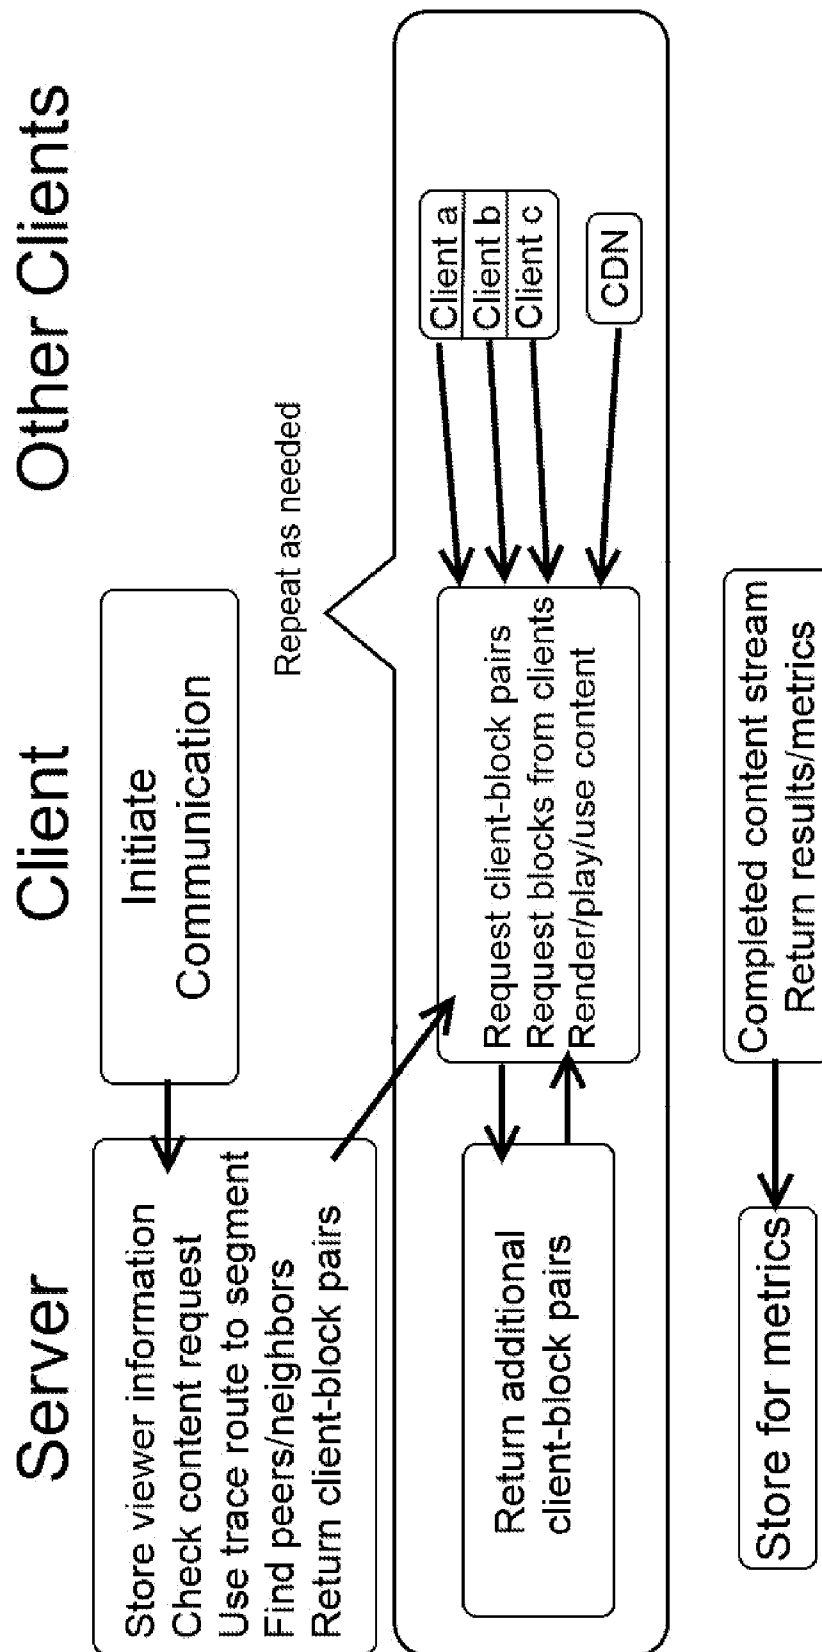 Server
Client
Other Clients
Initiate
Communication
Store viewer information
Check content request
Use trace route to segment
Find peers/neighbors
Return client-block pairs
Repeat as needed
Request client-block pairs
Request blocks from clients
Render/play/use content
Client a
Client b
Client c
CDN
Return additional
client-block pairs
Completed content stream
Return results/metrics
Store for metrics